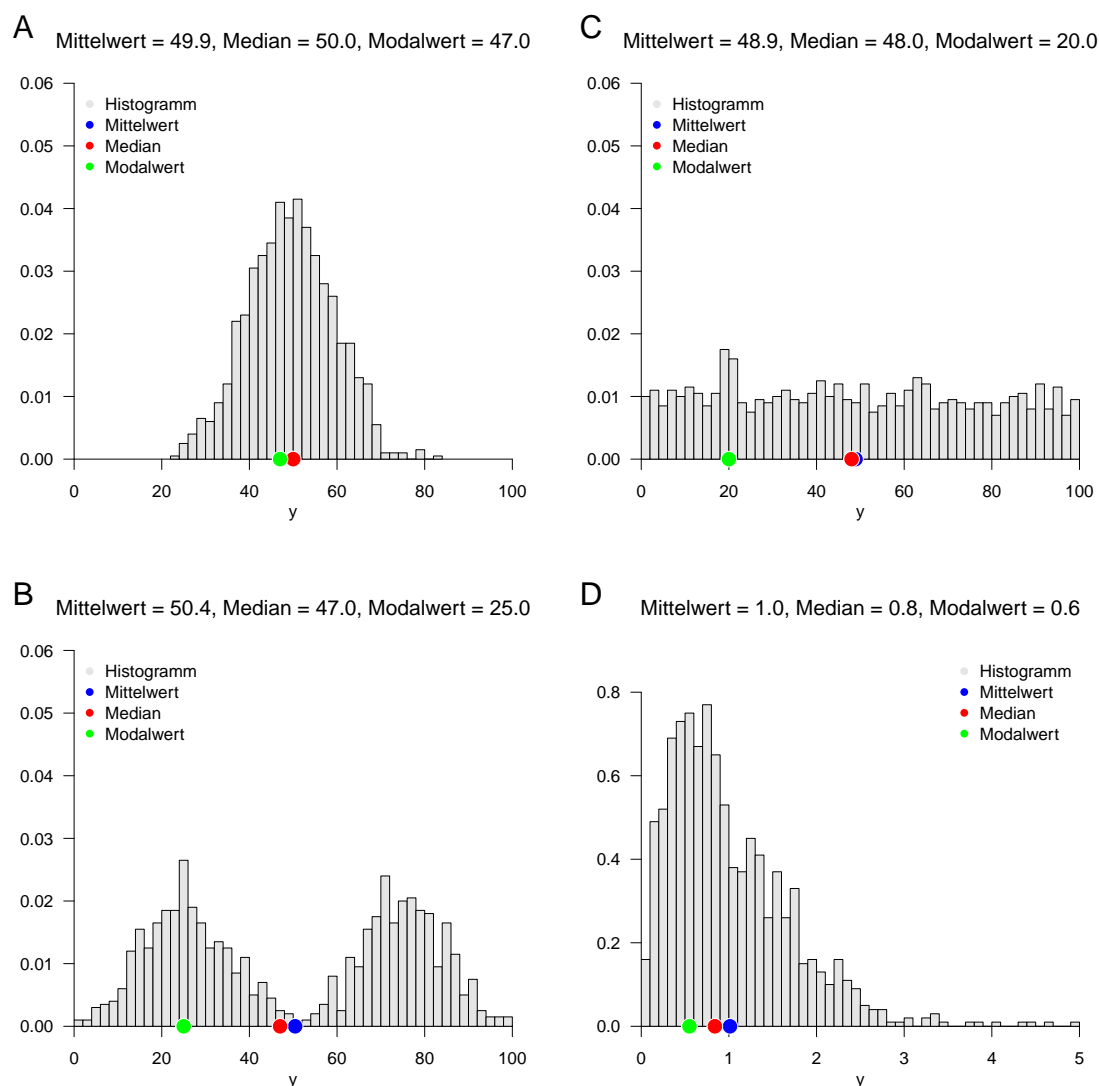 A
Mittelwert = 49.9, Median = 50.0, Modalwert = 47.0
0.06
0.05
0.04
0.03
0.02
0.01
0.00
Histogramm
Mittelwert
Median
Modalwert
0 20 40 60 80 100
y
C
Mittelwert = 48.9, Median = 48.0, Modalwert = 20.0
0.06
0.05
0.04
0.03
0.02
0.01
0.00
Histogramm
Mittelwert
Median
Modalwert
0 20 40 60 80 100
y
B
Mittelwert = 50.4, Median = 47.0, Modalwert = 25.0
0.06
0.05
0.04
0.03
0.02
0.01
0.00
Histogramm
Mittelwert
Median
Modalwert
0 20 40 60 80 100
y
D
Mittelwert = 1.0, Median = 0.8, Modalwert = 0.6
0.8
0.6
0.4
0.2
0.0
Histogramm
Mittelwert
Median
Modalwert
0 1 2 3 4 5
y